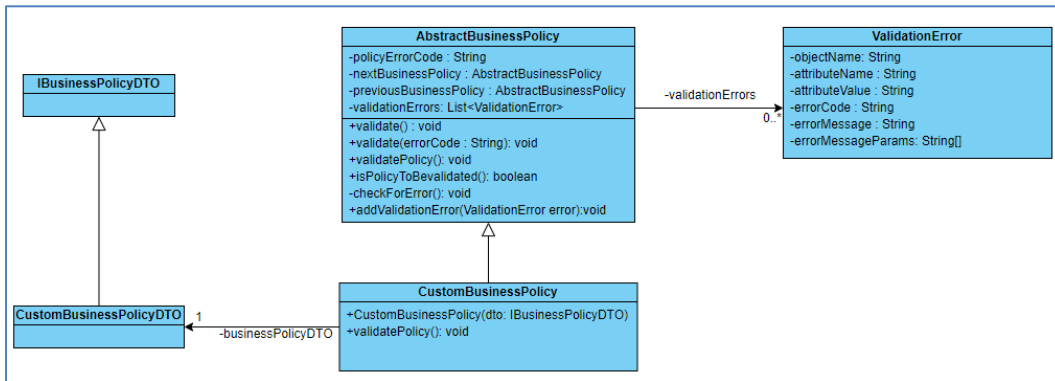 AbstractBusinessPolicy
-policyErrorCode : String
-nextBusinessPolicy : AbstractBusinessPolicy
-previousBusinessPolicy : AbstractBusinessPolicy
-validationErrors: List<ValidationError>
+validate() : void
+validate(errorCode : String): void
+validatePolicy(): void
+isPolicyToBevalidated(): boolean
-checkForError(): void
+addValidationError(ValidationError error):void
-validationErrors
0..*
ValidationError
-objectName: String
-attributeName : String
-attributeValue : String
-errorCode : String
-errorMessage : String
-errorMessageParams: String[]
IBusinessPolicyDTO
CustomBusinessPolicyDTO
1
-businessPolicyDTO
CustomBusinessPolicy
+CustomBusinessPolicy(dto: IBusinessPolicyDTO)
+validatePolicy(): void